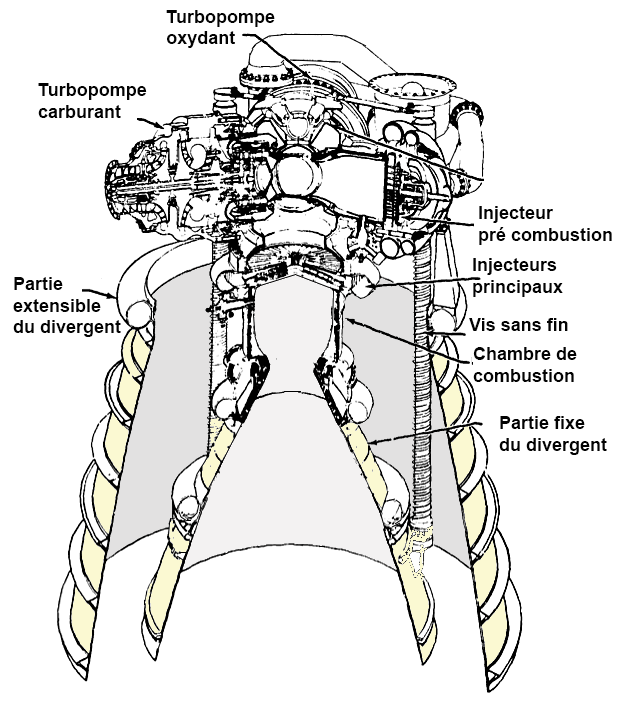 Turbopompe
oxydant
Turbopompe
carburant
Injecteur
pré combustion
Injecteurs
principaux
Partie
extensible
du divergent
Vis sans fin
Chambre de
combustion
Partie fixe
du divergent